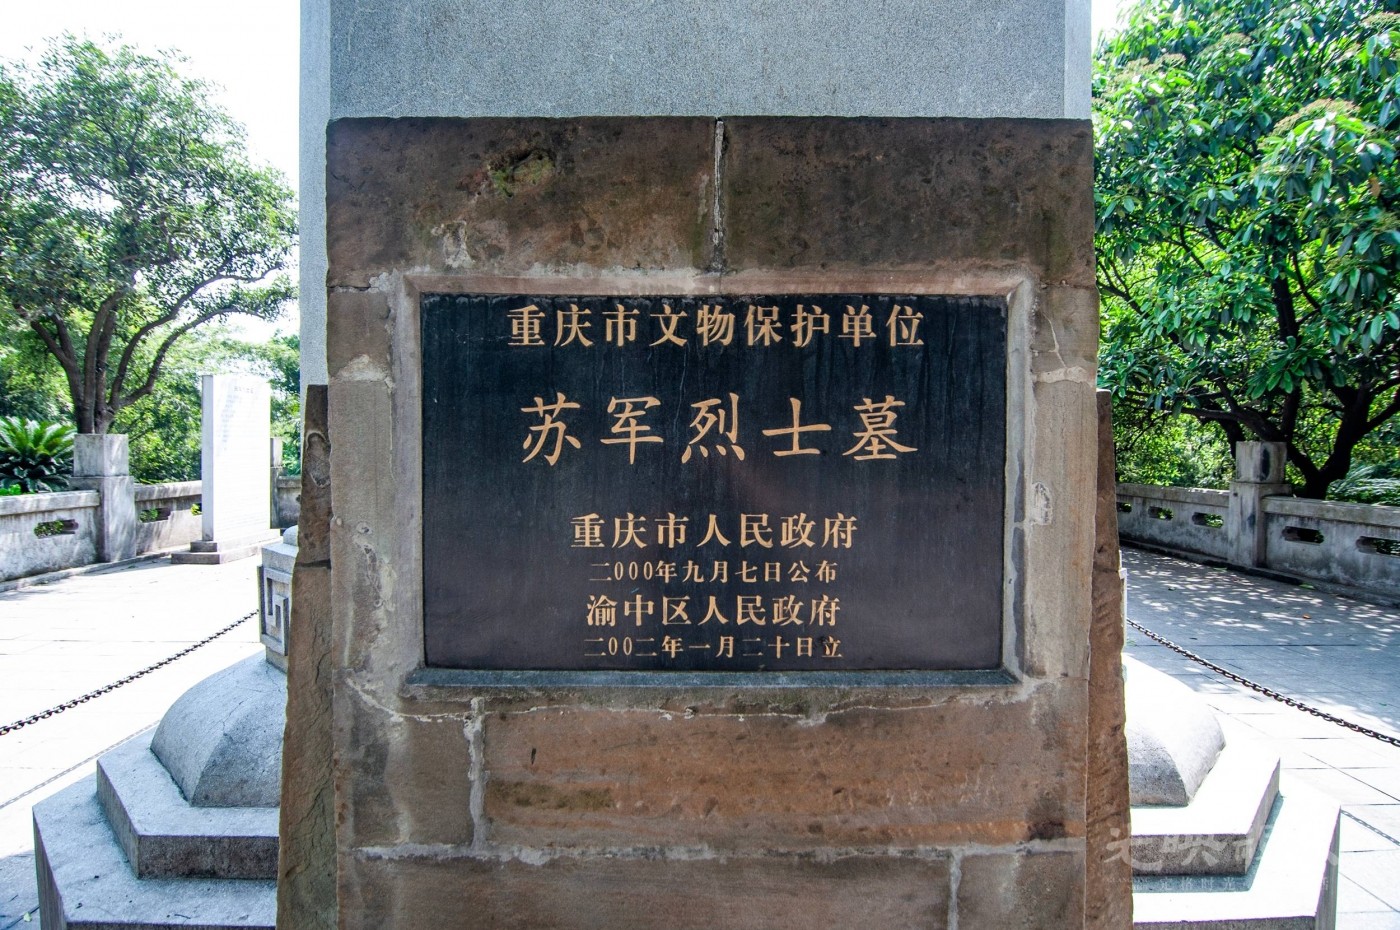 重庆市文物保护单位
苏军烈士墓
重庆市人民政府
二000年九月七日公布
渝中区人民政府
二00二年一月二十日立